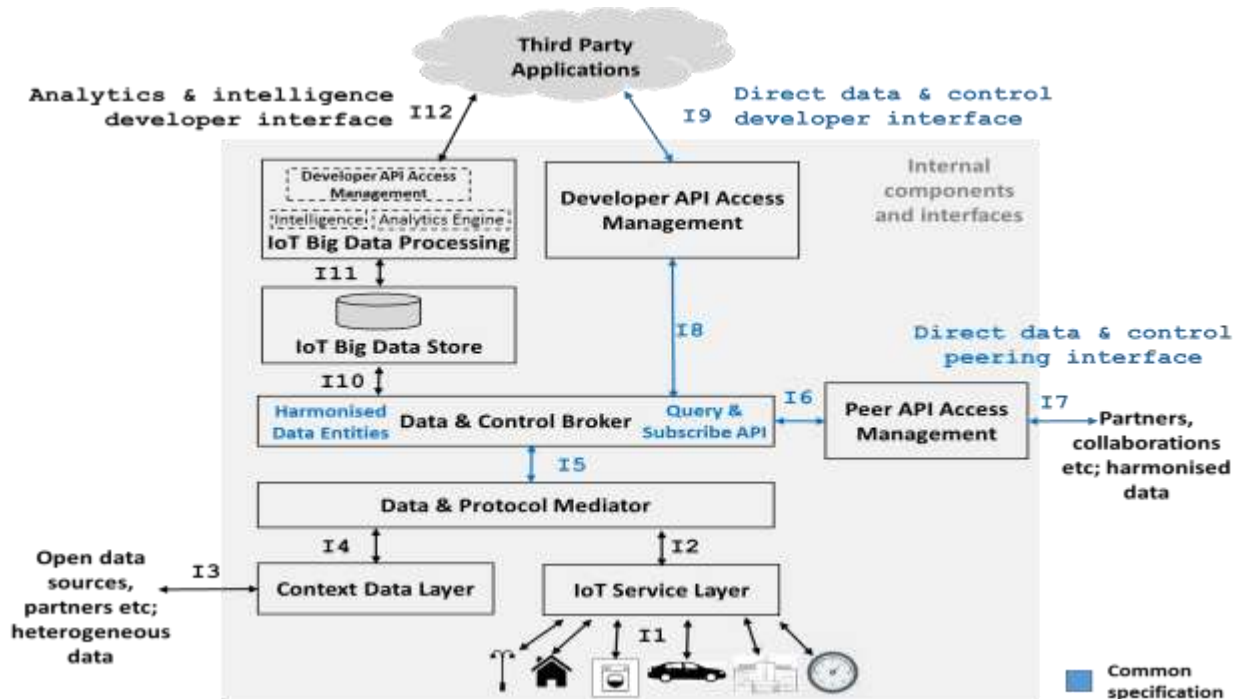 Third Party
Applications
Analytics & intelligence
developer interface
I12
I9
Direct data & control
developer interface
Developer API Access
Management
Intelligence
Analytics Engine
IoT Big Data Processing
Developer API Access
Management
Internal
components
and interfaces
I11
IoT Big Data Store
I8
Direct data & control
peering interface
I10
Harmonised
Data Entities
Data & Control Broker
Query &
Subscribe API
I6
Peer API Access
Management
I7
Partners,
collaborations
etc; harmonised
data
I5
Data & Protocol Mediator
I4
I2
Open data
sources,
partners etc;
heterogeneous
data
I3
Context Data Layer
IoT Service Layer
I1
Common
specification